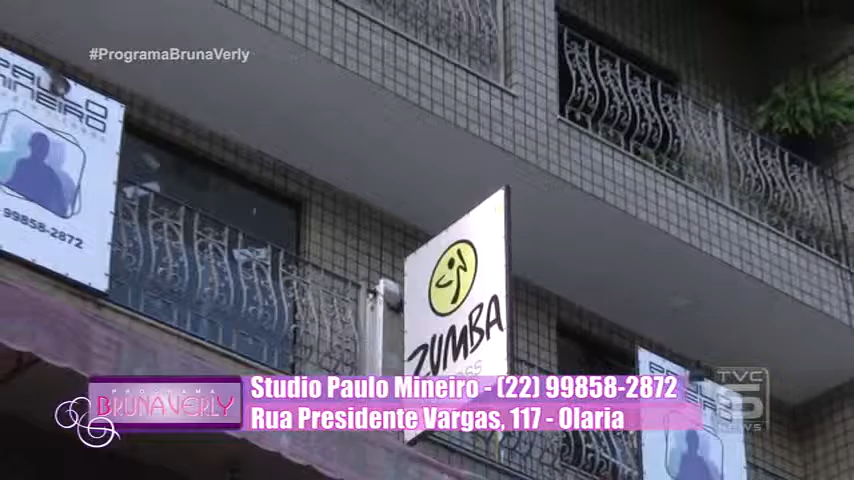 #ProgramaBrunaVerly
PAULO
MINEIRO
99858-2872
ZUMBA
Studio Paulo Mineiro - (22) 99858-2872
Rua Presidente Vargas, 117 - Olaria
PROGRAMA
BRUNAVERLY
TVC
15
NEWS